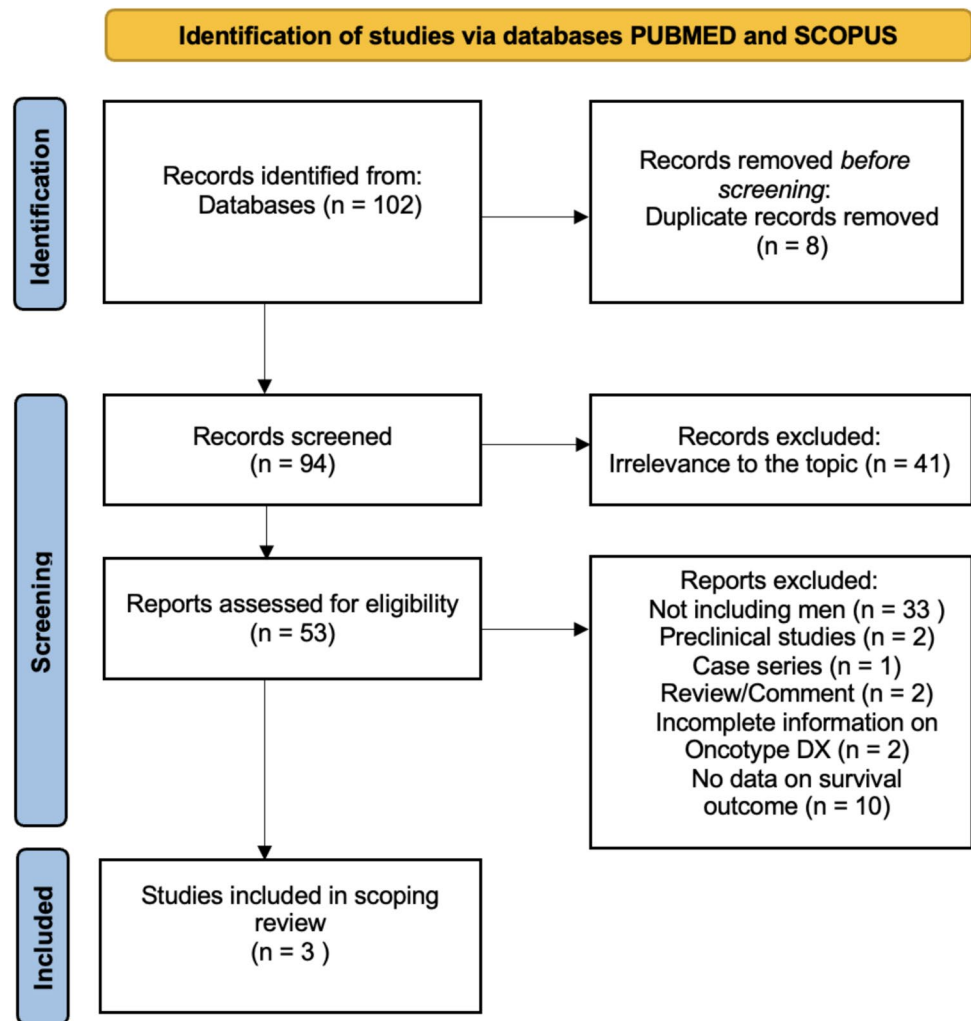 Identification of studies via databases PUBMED and SCOPUS
Identification
Records identified from:
Databases (n = 102)
Records removed before
screening:
Duplicate records removed
(n = 8)
Screening
Records screened
(n = 94)
Records excluded:
Irrelevance to the topic (n = 41)
Reports assessed for eligibility
(n = 53)
Reports excluded:
Not including men (n = 33 )
Preclinical studies (n = 2)
Case series (n = 1)
Review/Comment (n = 2)
Incomplete information on
Oncotype DX (n = 2)
No data on survival
outcome (n = 10)
Included
Studies included in scoping
review
(n = 3 )